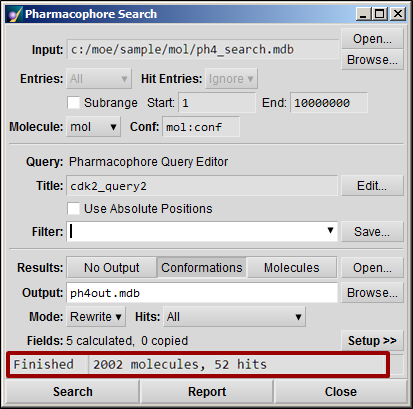 Pharmacophore Search
Input: c:/moe/sample/mol/ph4_search.mdb Open...
Browse...
Entries: All Hit Entries: Ignore
Subrange Start: 1 End: 10000000
Molecule: mol Conf: mol:conf
Query: Pharmacophore Query Editor
Title: cdk2_query2 Edit...
Use Absolute Positions
Filter: Save...
Results: No Output Conformations Molecules Open...
Output: ph4out.mdb Browse...
Mode: Rewrite Hits: All
Fields: 5 calculated, 0 copied Setup >>
Finished 2002 molecules, 52 hits
Search Report Close